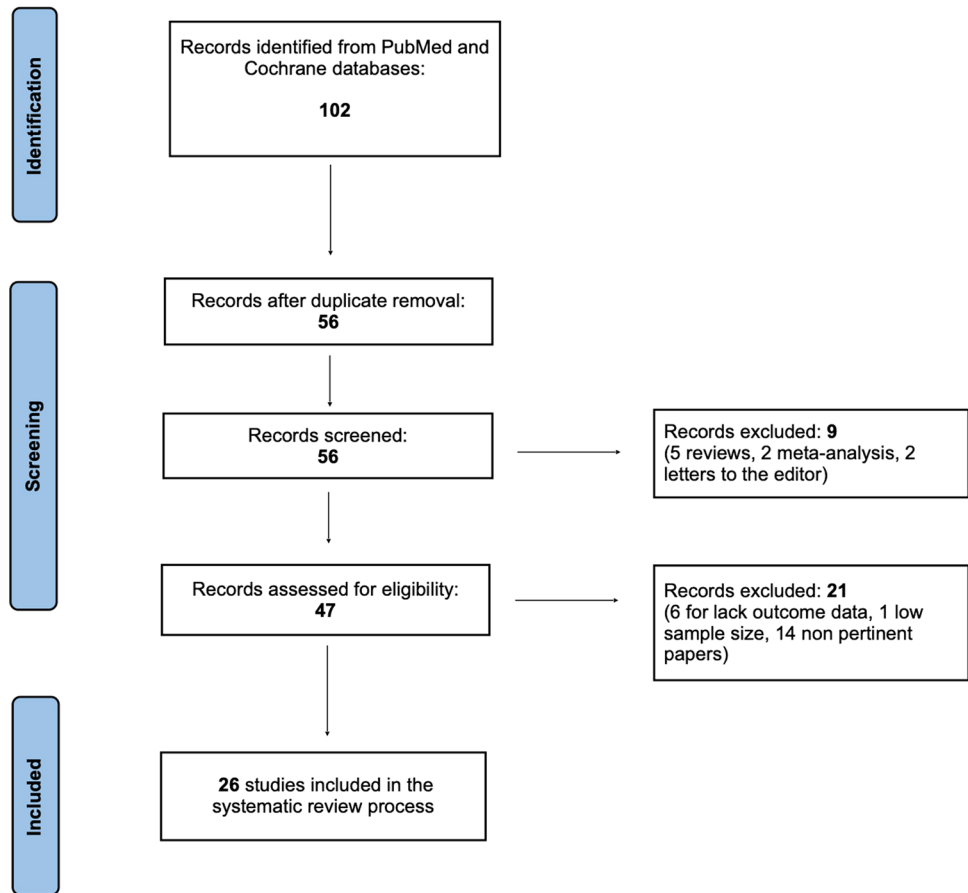 Identification
Records identified from PubMed and
Cochrane databases:
102
Screening
Records after duplicate removal:
56
Records screened:
56
Records excluded: 9
(5 reviews, 2 meta-analysis, 2
letters to the editor)
Records assessed for eligibility:
47
Records excluded: 21
(6 for lack outcome data, 1 low
sample size, 14 non pertinent
papers)
Included
26 studies included in the
systematic review process